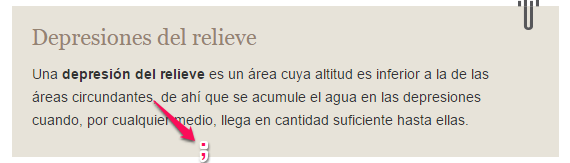 Depresiones del relieve
Una depresión del relieve es un área cuya altitud es inferior a la de las
áreas circundantes, de ahí que se acumule el agua en las depresiones
cuando, por cualquier medio, llega en cantidad suficiente hasta ellas.
;